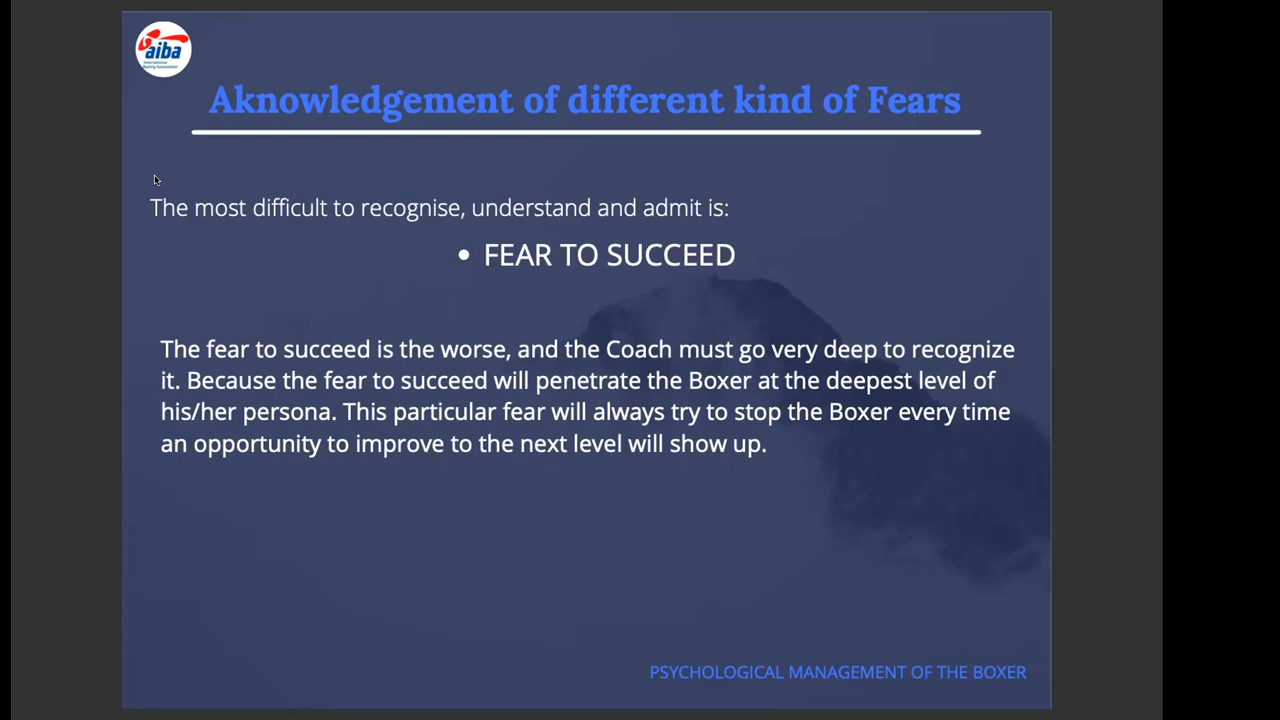 aiba
International
Boxing Association
Aknowledgement of different kind of Fears
The most difficult to recognise, understand and admit is:
• FEAR TO SUCCEED
The fear to succeed is the worse, and the Coach must go very deep to recognize
it. Because the fear to succeed will penetrate the Boxer at the deepest level of
his/her persona. This particular fear will always try to stop the Boxer every time
an opportunity to improve to the next level will show up.
PSYCHOLOGICAL MANAGEMENT OF THE BOXER